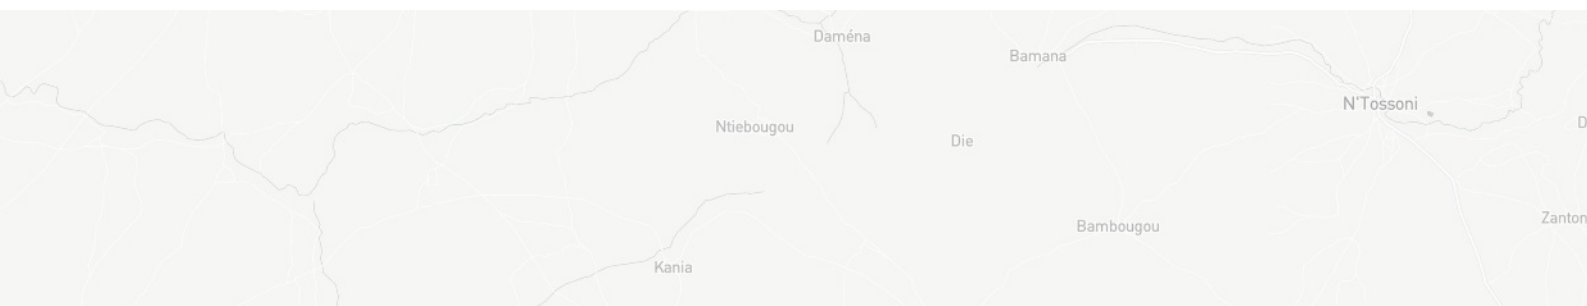 Daména
Bamana
N'Tossoni
D
Ntiebougou
Die
Zanton
Bambougou
Kania